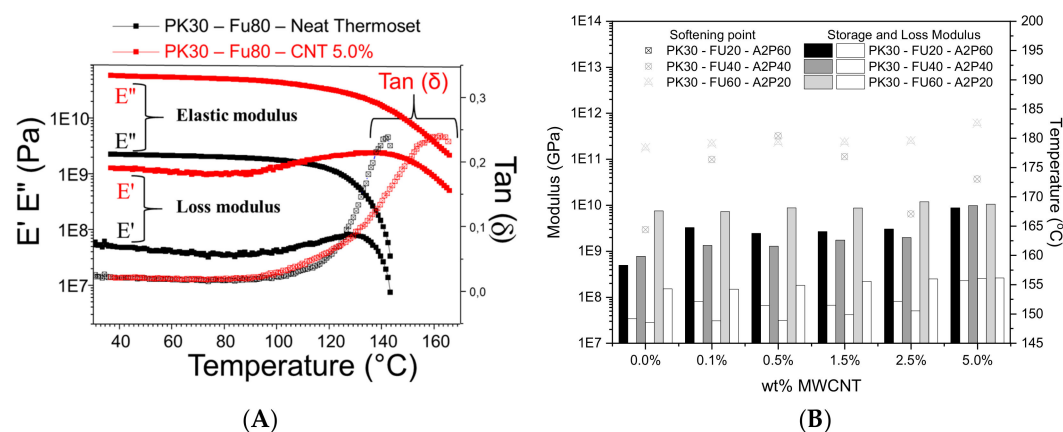 PK30 – Fu80 – Neat Thermoset
PK30 – Fu80 – CNT 5.0%
Tan (δ)
E''
E''
Elastic modulus
E'
E'
Loss modulus
E' E'' (Pa)
1E10
1E9
1E8
1E7
0,3
0,2
0,1
0,0
Tan (δ)
40 60 80 100 120 140 160
Temperature (°C)
(A)
Softening point
PK30 - FU20 - A2P60
PK30 - FU40 - A2P40
PK30 - FU60 - A2P20
Storage and Loss Modulus
PK30 - FU20 - A2P60
PK30 - FU40 - A2P40
PK30 - FU60 - A2P20
Modulus (GPa)
1E14
1E13
1E12
1E11
1E10
1E9
1E8
1E7
200
195
190
185
180
175
170
165
160
155
150
145
Temperature (°C)
0.0% 0.1% 0.5% 1.5% 2.5% 5.0%
wt% MWCNT
(B)